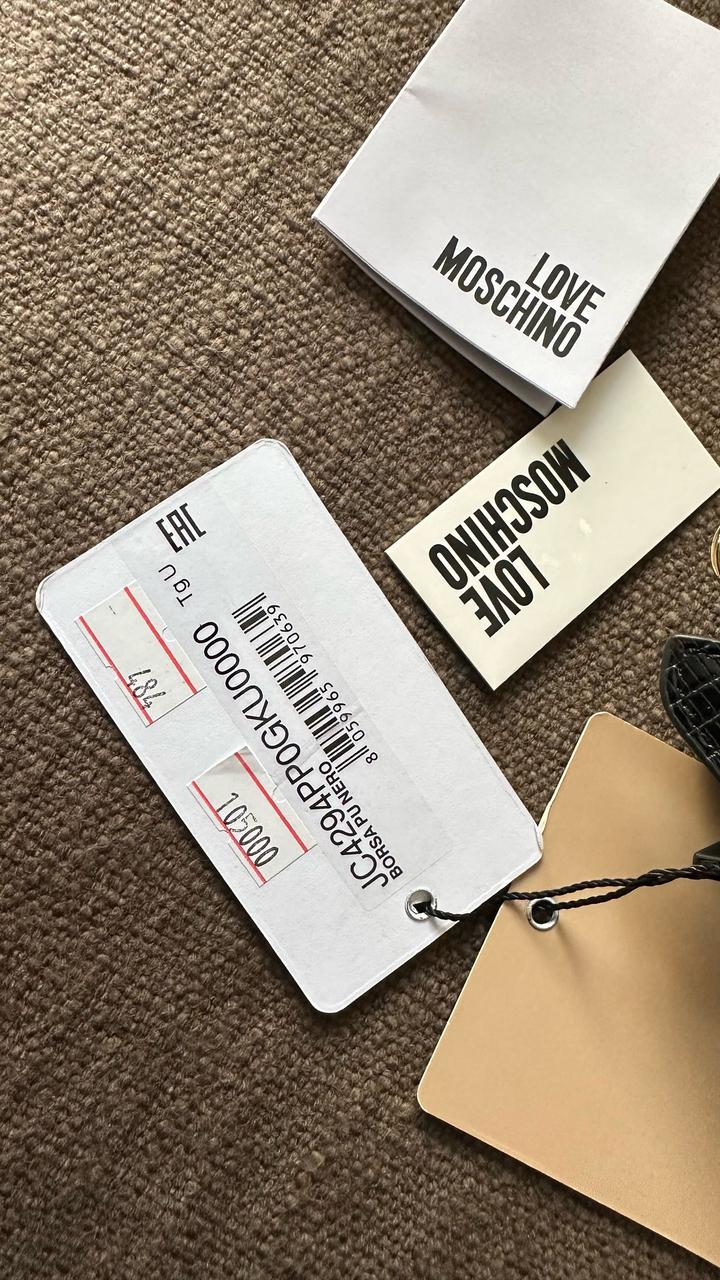 LOVE
MOSCHINO
LOVE
MOSCHINO
EAC
Tg U
JC4294PP0GKU0000
BORSA PU NERO
8 059965 970639
484
105000